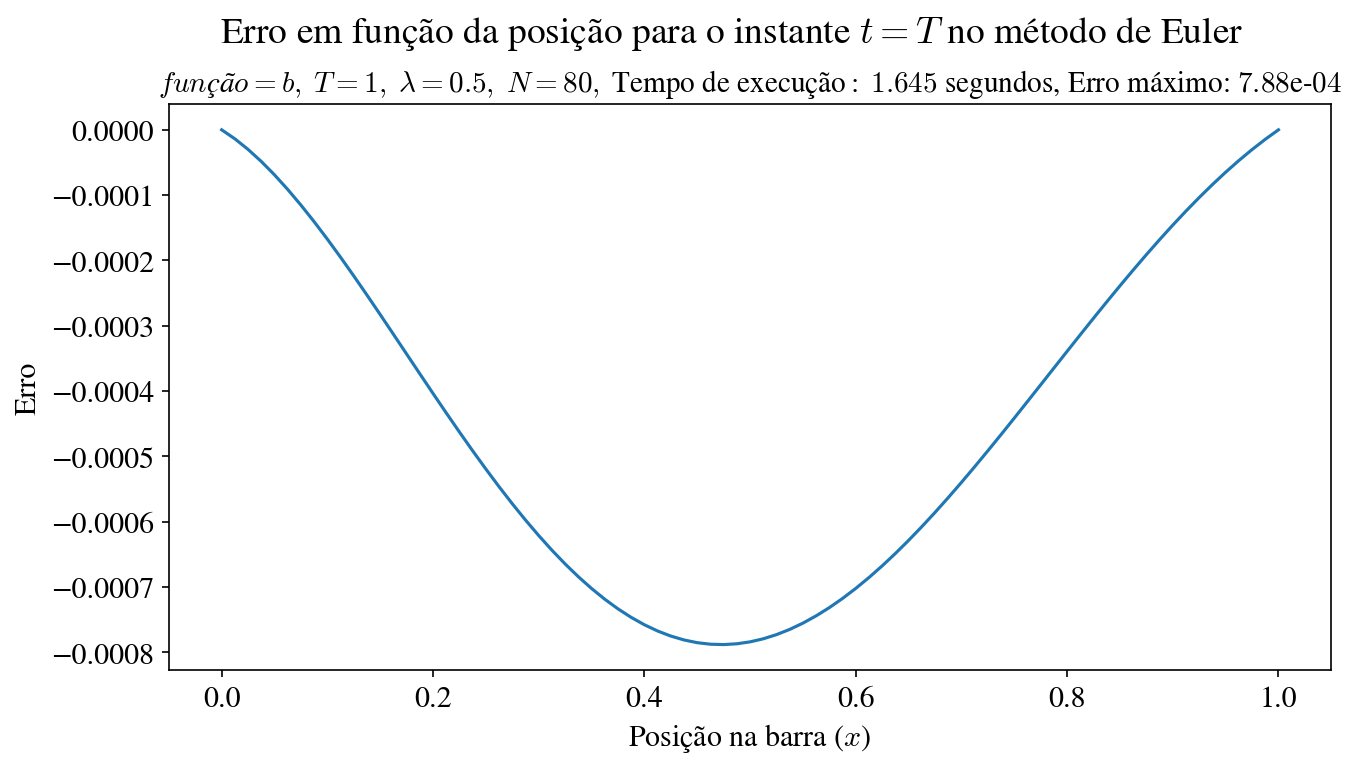 Erro em função da posição para o instante t = T no método de Euler
função = b, T = 1, λ = 0.5, N = 80, Tempo de execução : 1.645 segundos, Erro máximo: 7.88e-04
0.0000
−0.0001
−0.0002
−0.0003
−0.0004
−0.0005
−0.0006
−0.0007
−0.0008
Erro
0.0 0.2 0.4 0.6 0.8 1.0
Posição na barra (x)